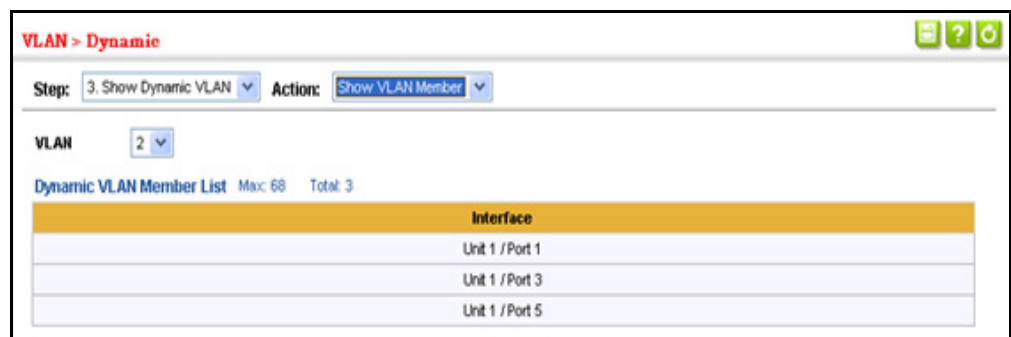 VLAN > Dynamic
Step: 3. Show Dynamic VLAN Action: Show VLAN Member
VLAN 2
Dynamic VLAN Member List Max: 68 Total: 3
Interface
Unit 1 / Port 1
Unit 1 / Port 3
Unit 1 / Port 5